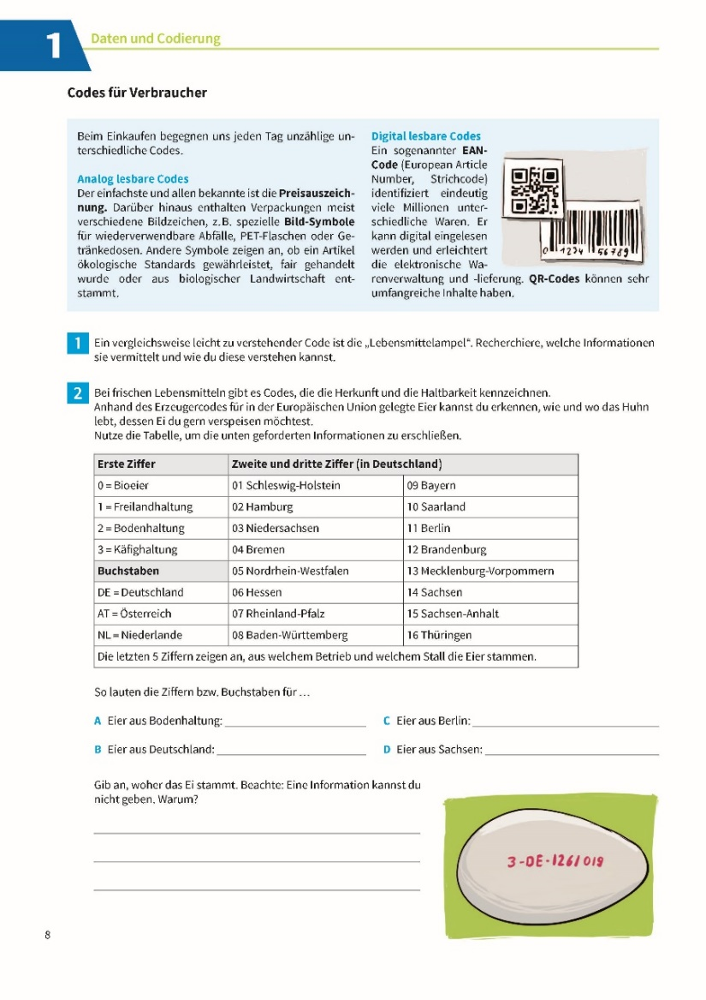 1
Daten und Codierung
Codes für Verbraucher
Beim Einkaufen begegnen uns jeden Tag unzählige un-
terschiedliche Codes.
Analog lesbare Codes
Der einfachste und allen bekannte ist die Preisauszeich-
nung. Darüber hinaus enthalten Verpackungen meist
verschiedene Bildzeichen, z.B. spezielle Bild-Symbole
für wiederverwendbare Abfälle, PET-Flaschen oder Ge-
tränkedosen. Andere Symbole zeigen an, ob ein Artikel
ökologische Standards gewährleistet, fair gehandelt
wurde oder aus biologischer Landwirtschaft ent-
stammt.
Digital lesbare Codes
Ein sogenannter EAN-
Code (European Article
Number, Strichcode)
identifiziert eindeutig
viele Millionen unter-
schiedliche Waren. Er
kann digital eingelesen
werden und erleichtert
die elektronische Wa-
renverwaltung und -lieferung. QR-Codes können sehr
umfangreiche Inhalte haben.
0 1234 56789
1 Ein vergleichsweise leicht zu verstehender Code ist die „Lebensmittelampel“. Recherchiere, welche Informationen
sie vermittelt und wie du diese verstehen kannst.
2 Bei frischen Lebensmitteln gibt es Codes, die die Herkunft und die Haltbarkeit kennzeichnen.
Anhand des Erzeugercodes für in der Europäischen Union gelegte Eier kannst du erkennen, wie und wo das Huhn
lebt, dessen Ei du gern verspeisen möchtest.
Nutze die Tabelle, um die unten geforderten Informationen zu erschließen.
Erste Ziffer Zweite und dritte Ziffer (in Deutschland)
0 = Bioeier 01 Schleswig-Holstein 09 Bayern
1 = Freilandhaltung 02 Hamburg 10 Saarland
2 = Bodenhaltung 03 Niedersachsen 11 Berlin
3 = Käfighaltung 04 Bremen 12 Brandenburg
Buchstaben 05 Nordrhein-Westfalen 13 Mecklenburg-Vorpommern
DE = Deutschland 06 Hessen 14 Sachsen
AT = Österreich 07 Rheinland-Pfalz 15 Sachsen-Anhalt
NL = Niederlande 08 Baden-Württemberg 16 Thüringen
Die letzten 5 Ziffern zeigen an, aus welchem Betrieb und welchem Stall die Eier stammen.
So lauten die Ziffern bzw. Buchstaben für ...
A Eier aus Bodenhaltung: C Eier aus Berlin:
B Eier aus Deutschland: D Eier aus Sachsen:
Gib an, woher das Ei stammt. Beachte: Eine Information kannst du
nicht geben. Warum?
3-DE-126/019
8